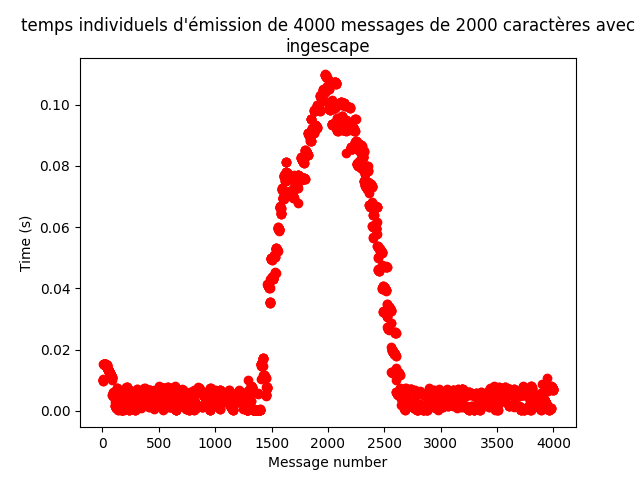 temps individuels d'émission de 4000 messages de 2000 caractères avec
ingescape
0.10
0.08
0.06
0.04
0.02
0.00
Time (s)
0 500 1000 1500 2000 2500 3000 3500 4000
Message number